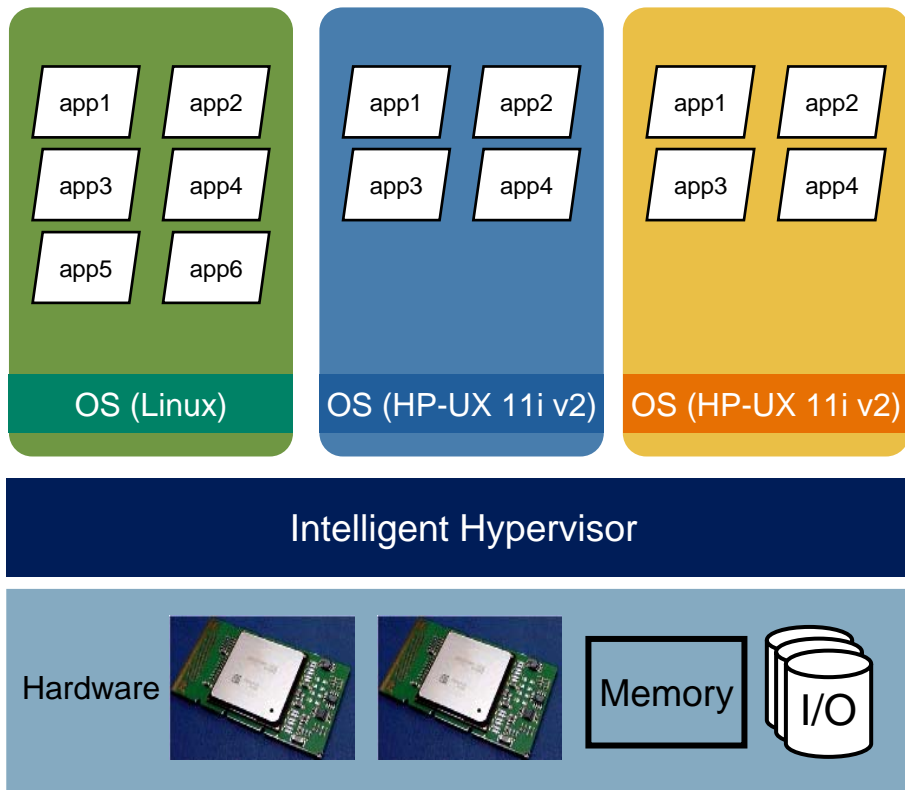 app1 app2
app3 app4
app5 app6
OS (Linux)
app1 app2
app3 app4
OS (HP-UX 11i v2)
app1 app2
app3 app4
OS (HP-UX 11i v2)
Intelligent Hypervisor
Hardware
Memory
I/O